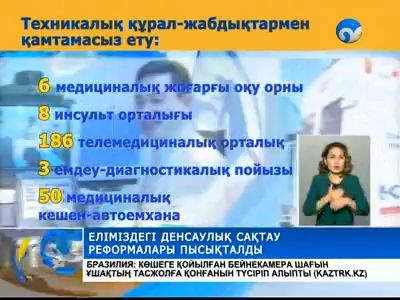 Техникалық құрал-жабдықтармен
қамтамасыз ету:
6 медициналық жоғарғы оқу орны
8 инсульт орталығы
186 телемедициналық орталық
3 емдеу-диагностикалық пойызы
50 медициналық
кешен-автоемхана
ЕЛІМІЗДЕГІ ДЕНСАУЛЫҚ САҚТАУ
РЕФОРМАЛАРЫ ПЫСЫҚТАЛДЫ
БРАЗИЛИЯ: КӨШЕГЕ ҚОЙЫЛҒАН БЕЙНЕКАМЕРА ШАҒЫН
ҰШАҚТЫҢ ТАСЖОЛҒА ҚОНҒАНЫН ТҮСІРІП АЛЫПТЫ (KAZTRK.KZ)